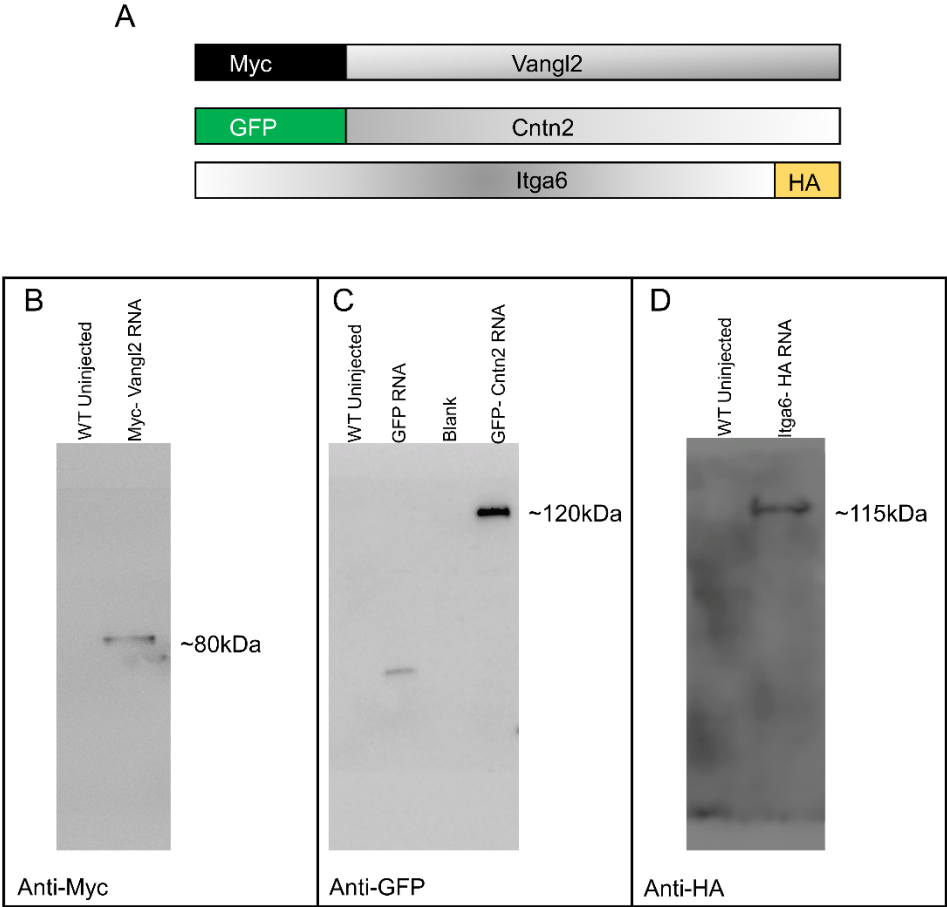 A
Myc Vangl2
GFP Cntn2
Itga6 HA
B
WT Uninjected
Myc- Vangl2 RNA
~80kDa
Anti-Myc
C
WT Uninjected
GFP RNA
Blank
GFP- Cntn2 RNA
~120kDa
Anti-GFP
D
WT Uninjected
Itga6- HA RNA
~115kDa
Anti-HA